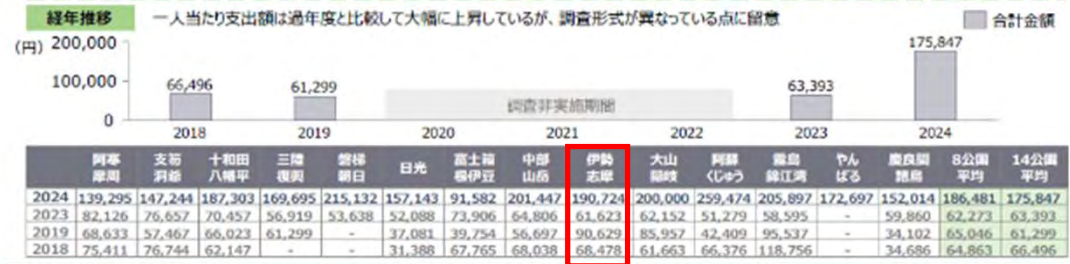 経年推移 一人当たり支出額は過年度と比較して大幅に上昇しているが、調査形式が異なっている点に留意 合計金額
(円) 200,000
100,000
0
66,496 61,299 調査非実施期間 63,393 175,847
2018 2019 2020 2021 2022 2023 2024
阿寒摩周 支笏洞爺 十和田八幡平 三陸復興 磐梯朝日 日光 富士箱根伊豆 中部山岳 伊勢志摩 大山隠岐 阿蘇くじゅう 霧島錦江湾 やんばる 慶良間諸島 8公園平均 14公園平均
2024 139,295 147,244 187,303 169,695 215,132 157,143 91,582 201,447 190,724 200,000 259,474 205,897 172,697 152,014 186,481 175,847
2023 82,126 76,657 70,457 56,919 53,638 52,088 73,906 64,806 61,623 62,152 51,279 58,595 - 59,860 62,273 63,393
2019 68,633 57,467 66,023 61,299 - 37,081 39,754 56,697 90,629 85,957 42,409 95,537 - 34,102 65,046 61,299
2018 75,411 76,744 62,147 - - 31,388 67,765 68,038 68,478 61,663 66,376 118,756 - 34,686 64,863 66,496